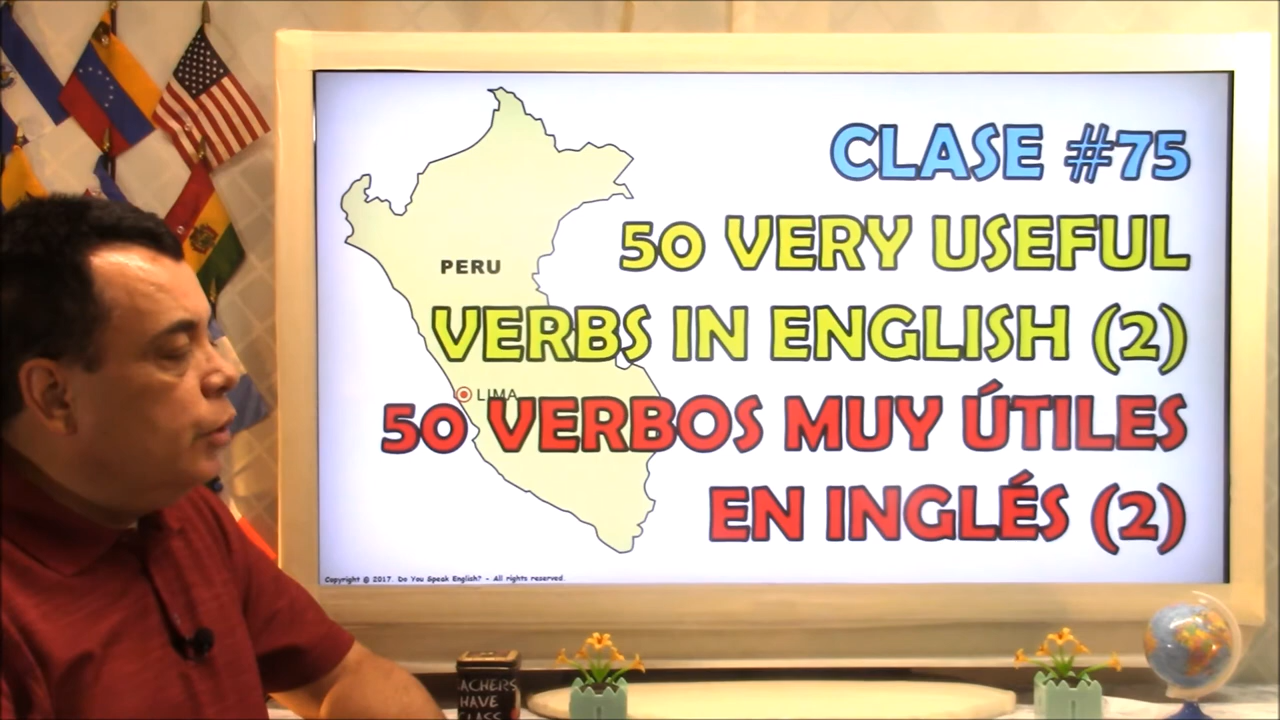 CLASE #75
50 VERY USEFUL
PERU
VERBS IN ENGLISH (2)
LIMA
50 VERBOS MUY ÚTILES
EN INGLÉS (2)
Copyright @ 2017. Do You Speak English? - All rights reserved.
ACHERS
HAVE
CLASS